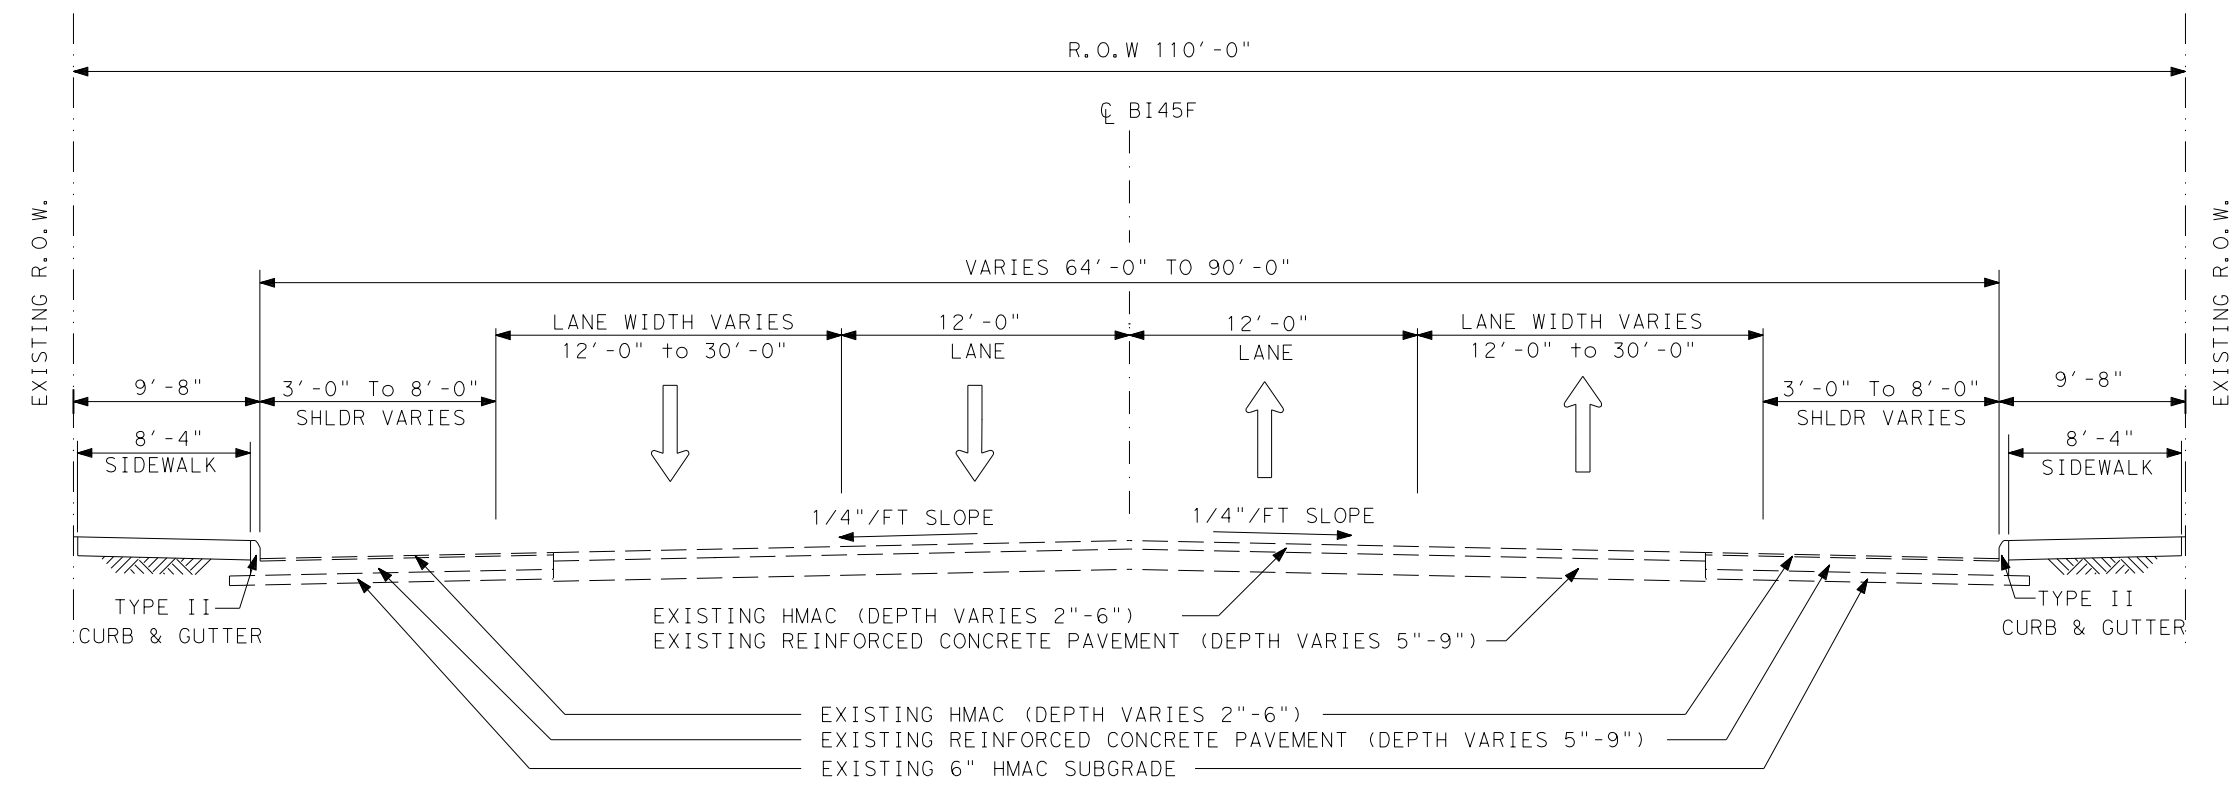 R.O.W 110'-0"
℄ BI45F
EXISTING R.O.W.
EXISTING R.O.W.
VARIES 64'-0" TO 90'-0"
LANE WIDTH VARIES
12'-0" to 30'-0"
12'-0"
LANE
12'-0"
LANE
LANE WIDTH VARIES
12'-0" to 30'-0"
9'-8"
3'-0" To 8'-0"
SHLDR VARIES
3'-0" To 8'-0"
SHLDR VARIES
9'-8"
8'-4"
SIDEWALK
8'-4"
SIDEWALK
1/4"/FT SLOPE
1/4"/FT SLOPE
TYPE II
CURB & GUTTER
EXISTING HMAC (DEPTH VARIES 2"-6")
EXISTING REINFORCED CONCRETE PAVEMENT (DEPTH VARIES 5"-9")
TYPE II
CURB & GUTTER
EXISTING HMAC (DEPTH VARIES 2"-6")
EXISTING REINFORCED CONCRETE PAVEMENT (DEPTH VARIES 5"-9")
EXISTING 6" HMAC SUBGRADE